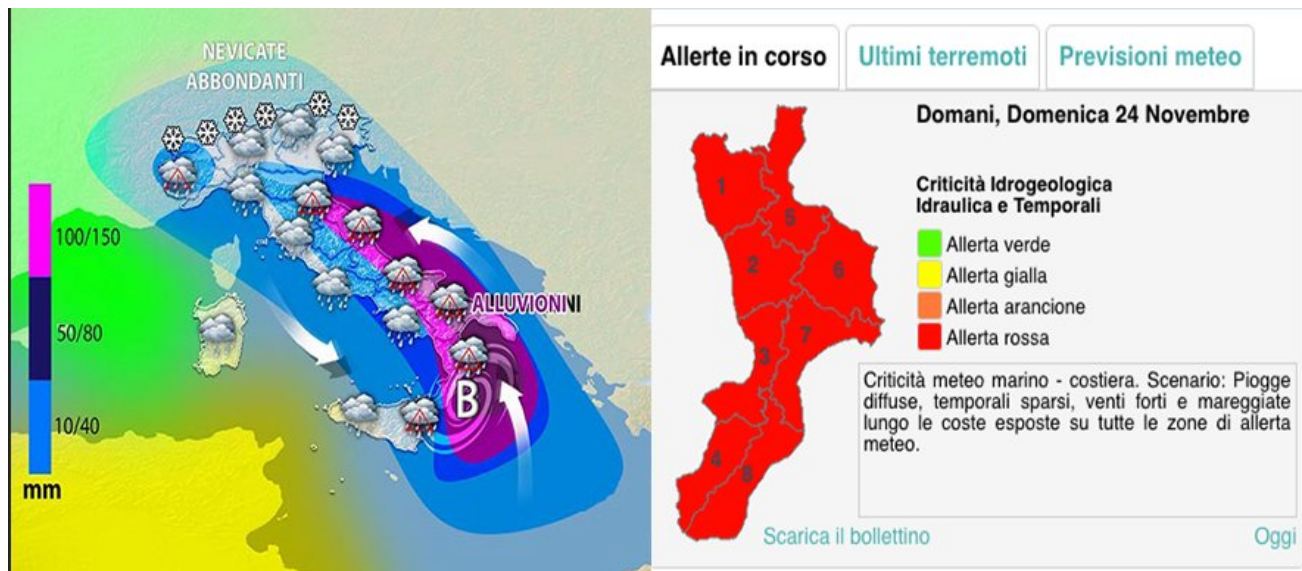 NEVICATE
ABBONDANTI
100/150
50/80
10/40
mm
ALLUVIONINI
B
Allerte in corso
Ultimi terremoti
Previsioni meteo
Domani, Domenica 24 Novembre
Criticità Idrogeologica
Idraulica e Temporali
Allerta verde
Allerta gialla
Allerta arancione
Allerta rossa
1
5
2
6
7
3
4
8
Criticità meteo marino - costiera. Scenario: Piogge
diffuse, temporali sparsi, venti forti e mareggiate
lungo le coste esposte su tutte le zone di allerta
meteo.
Scarica il bollettino
Oggi